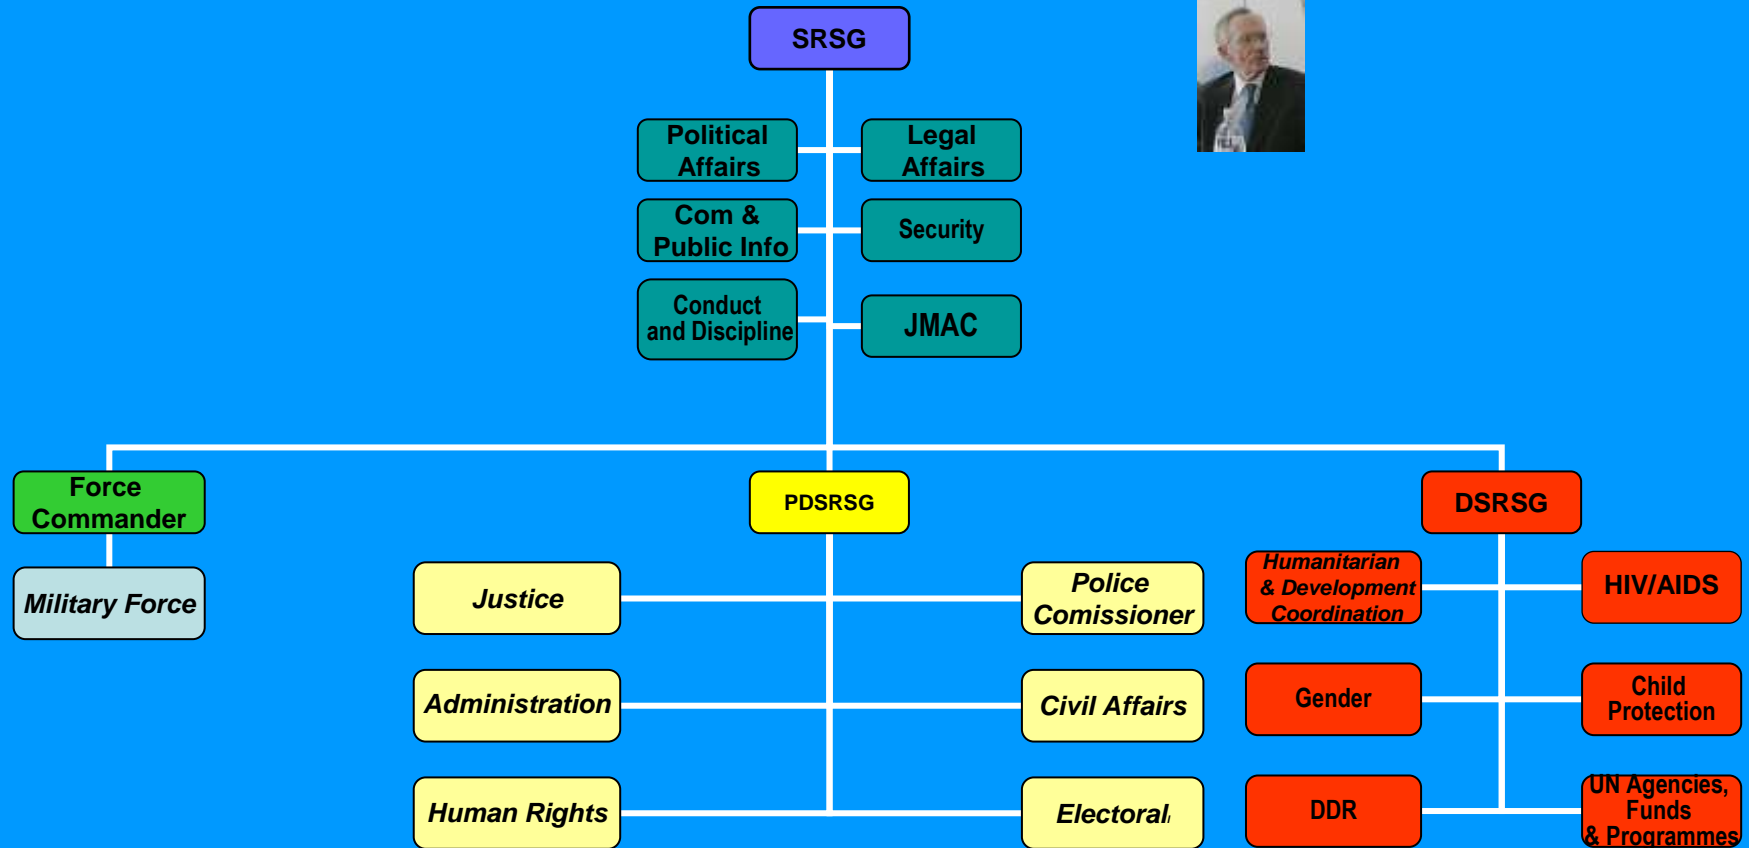 SRSG
Political
Affairs
Legal
Affairs
Com &
Public Info
Security
Conduct
and Discipline
JMAC
Force
Commander
PDSRSG
DSRSG
Military Force
Justice
Police
Comissioner
Humanitarian
& Development
Coordination
HIV/AIDS
Administration
Civil Affairs
Gender
Child
Protection
Human Rights
Electoral
DDR
UN Agencies,
Funds
& Programmes